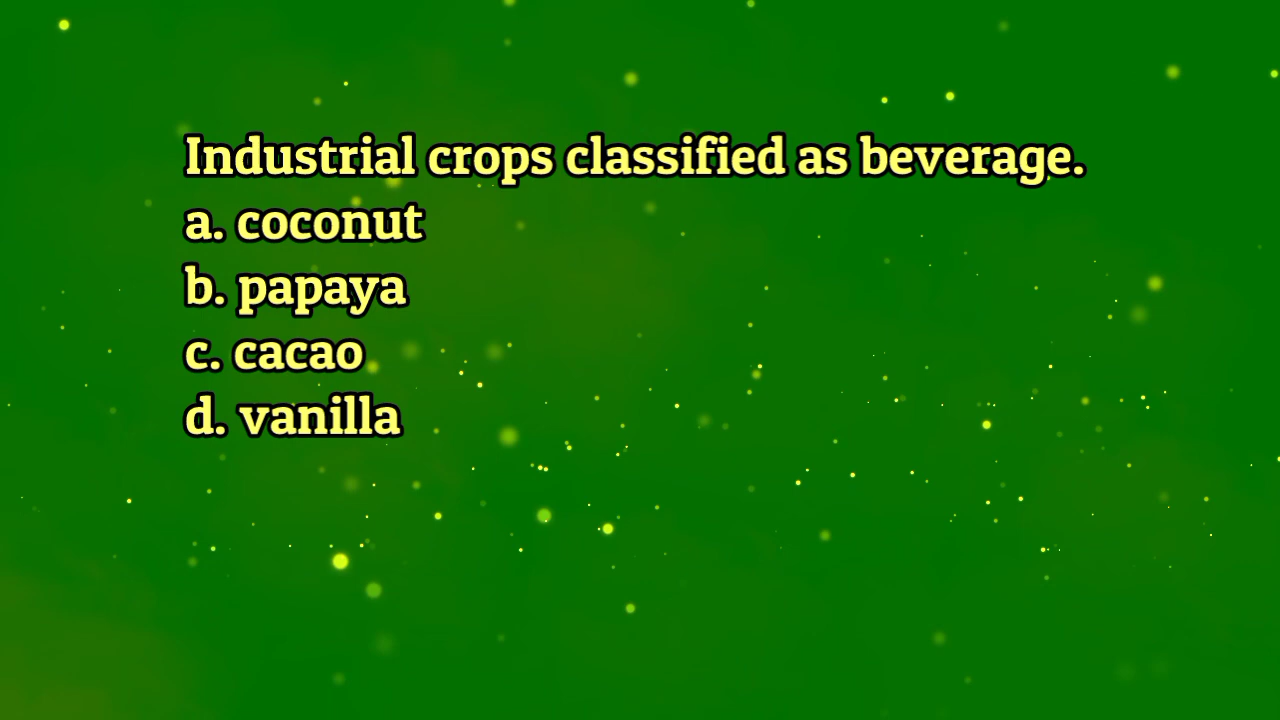 Industrial crops classified as beverage.
a. coconut
b. papaya
c. cacao
d. vanilla